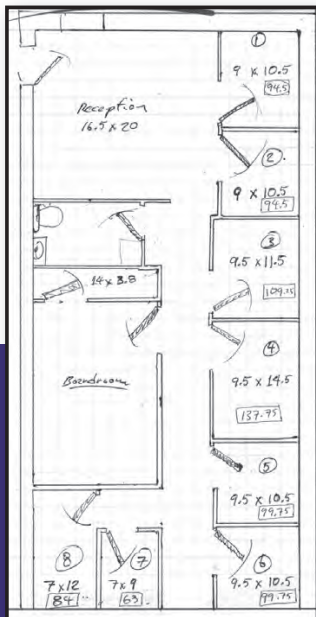 1
9 x 10.5
94.5
Reception
16.5 x 20
2.
9 x 10.5
94.5
3
9.5 x 11.5
109.25
14 x 3.8
4
9.5 x 14.5
137.75
Boardroom
5
9.5 x 10.5
99.75
8
7 x 12
84
7
7 x 9
63
6
9.5 x 10.5
99.75